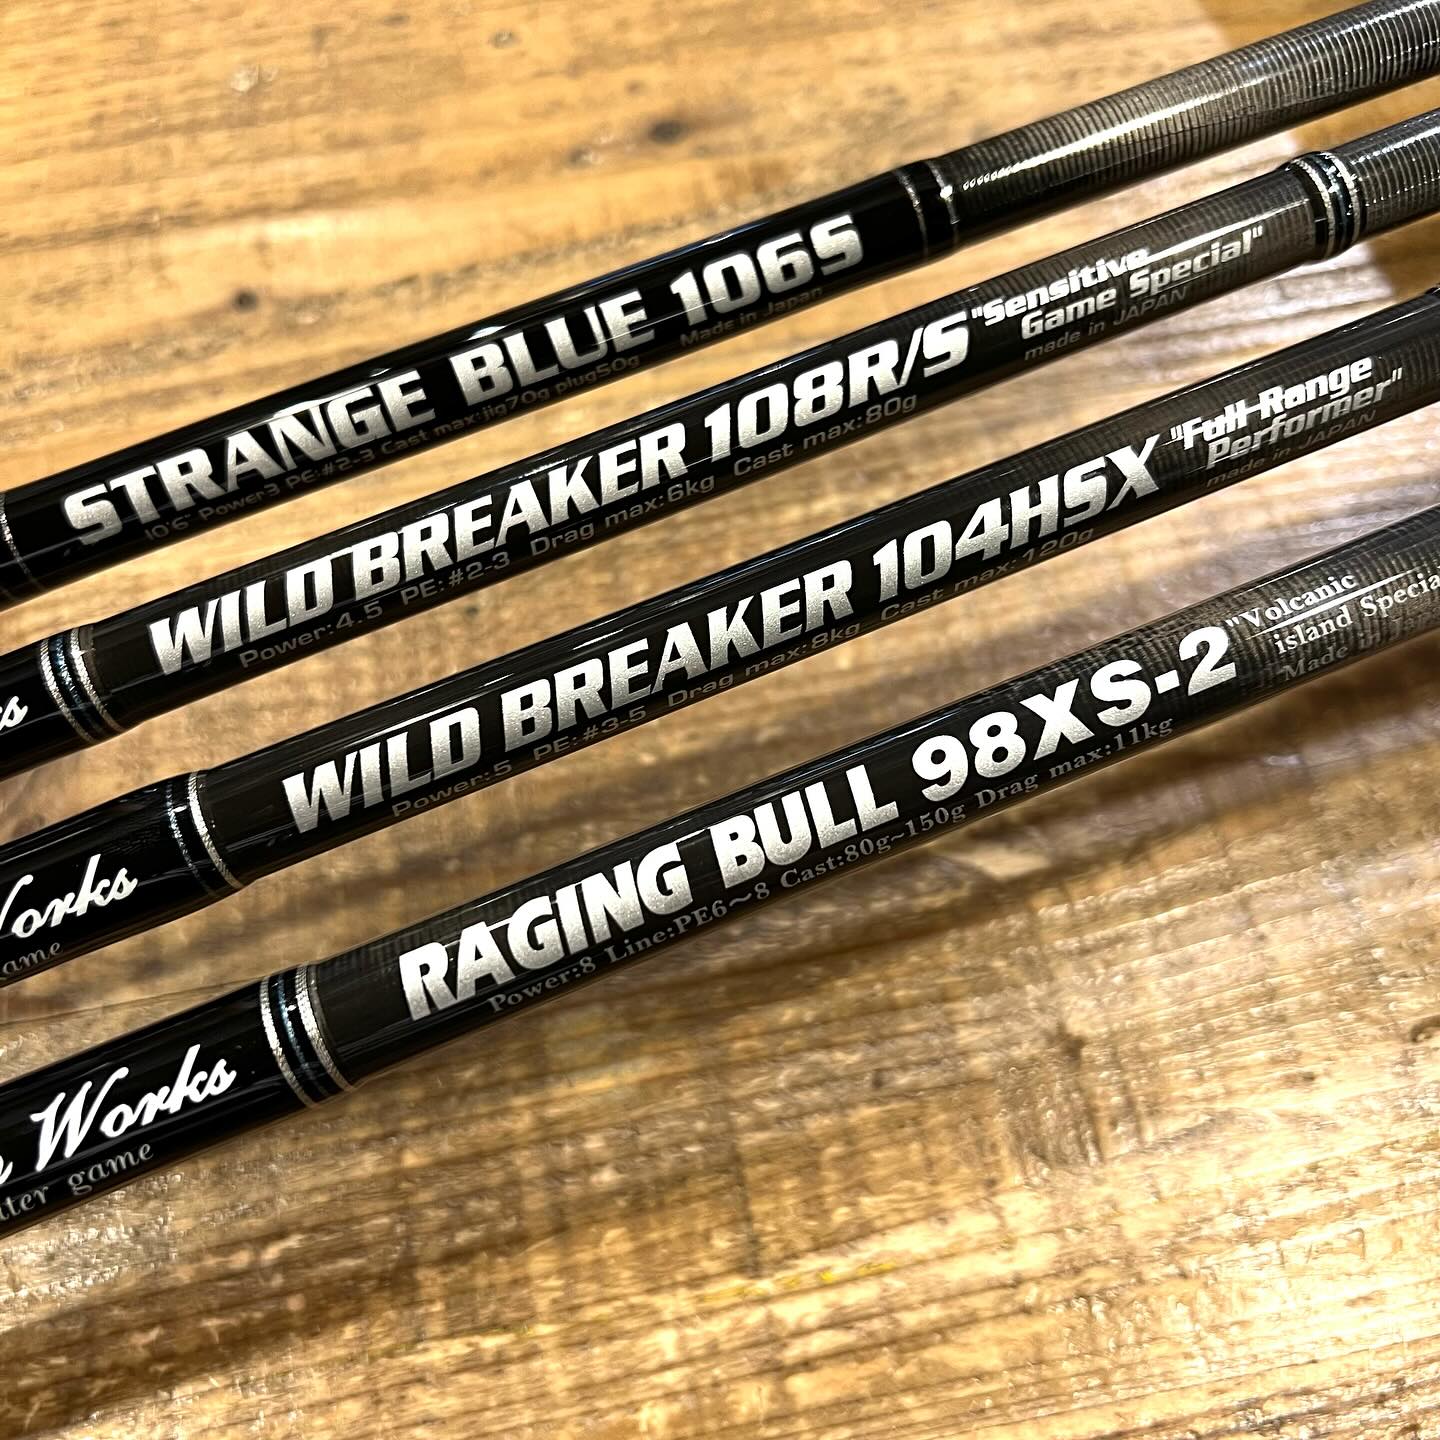 STRANGE BLUE 106S
10'6" Power3 PE:#2-3 Cast max:jig70g plug50g Made in Japan
WILD BREAKER 108R/S "Sensitive
Game Special"
Power:4.5 PE:#2-3 Drag max:6kg Cast max:80g made in JAPAN
WILD BREAKER 104HSX "Full Range
Performer"
Power:5 PE:#3-5 Drag max:8kg Cast max:120g made in JAPAN
Works
game
RAGING BULL 98XS-2 "Volcanic
island Special
Power:8 Line:PE6~8 Cast:80g~150g Drag max:11kg Made in
Works
game